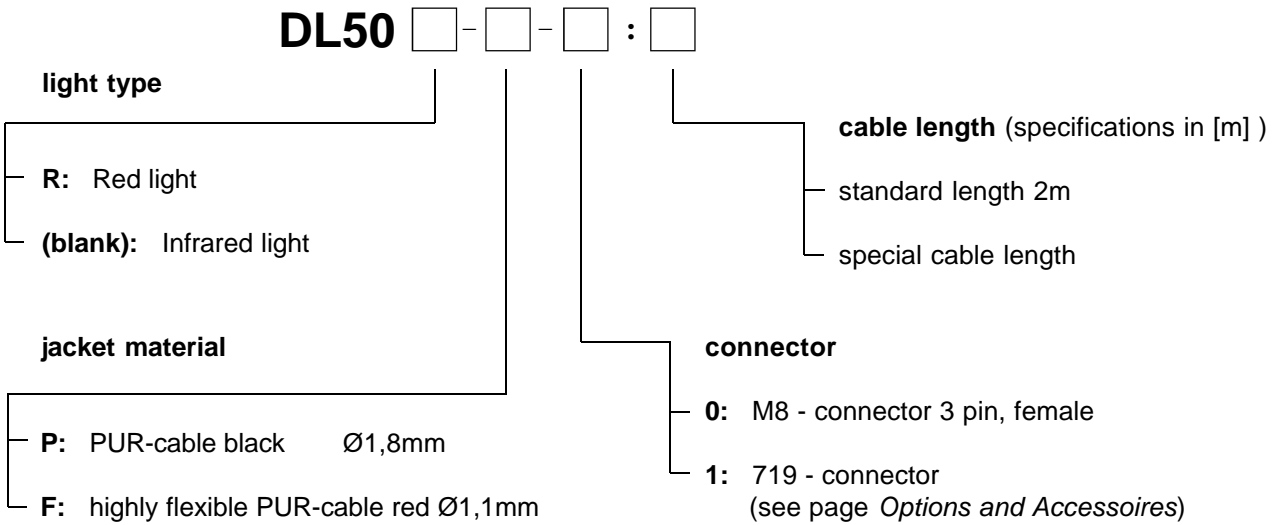 DL50 - - :
light type
R: Red light
(blank): Infrared light
cable length (specifications in [m] )
standard length 2m
special cable length
jacket material
P: PUR-cable black Ø1,8mm
F: highly flexible PUR-cable red Ø1,1mm
connector
0: M8 - connector 3 pin, female
1: 719 - connector
(see page Options and Accessoires)